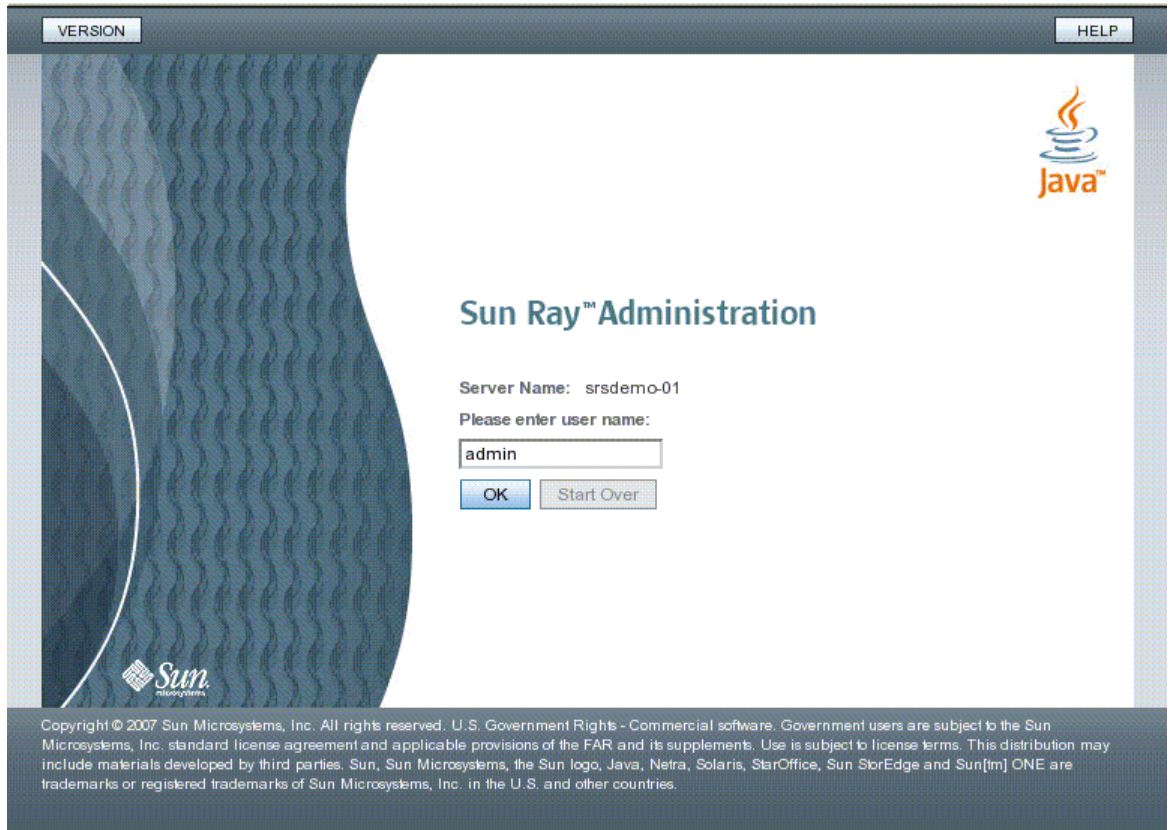 VERSION
HELP
Java™
Sun Ray™ Administration
Server Name: srsdemo-01
Please enter user name:
admin
OK
Start Over
Sun
microsystems
Copyright © 2007 Sun Microsystems, Inc. All rights reserved. U.S. Government Rights - Commercial software. Government users are subject to the Sun
Microsystems, Inc. standard license agreement and applicable provisions of the FAR and its supplements. Use is subject to license terms. This distribution may
include materials developed by third parties. Sun, Sun Microsystems, the Sun logo, Java, Netra, Solaris, StarOffice, Sun StorEdge and Sun[tm] ONE are
trademarks or registered trademarks of Sun Microsystems, Inc. in the U.S. and other countries.